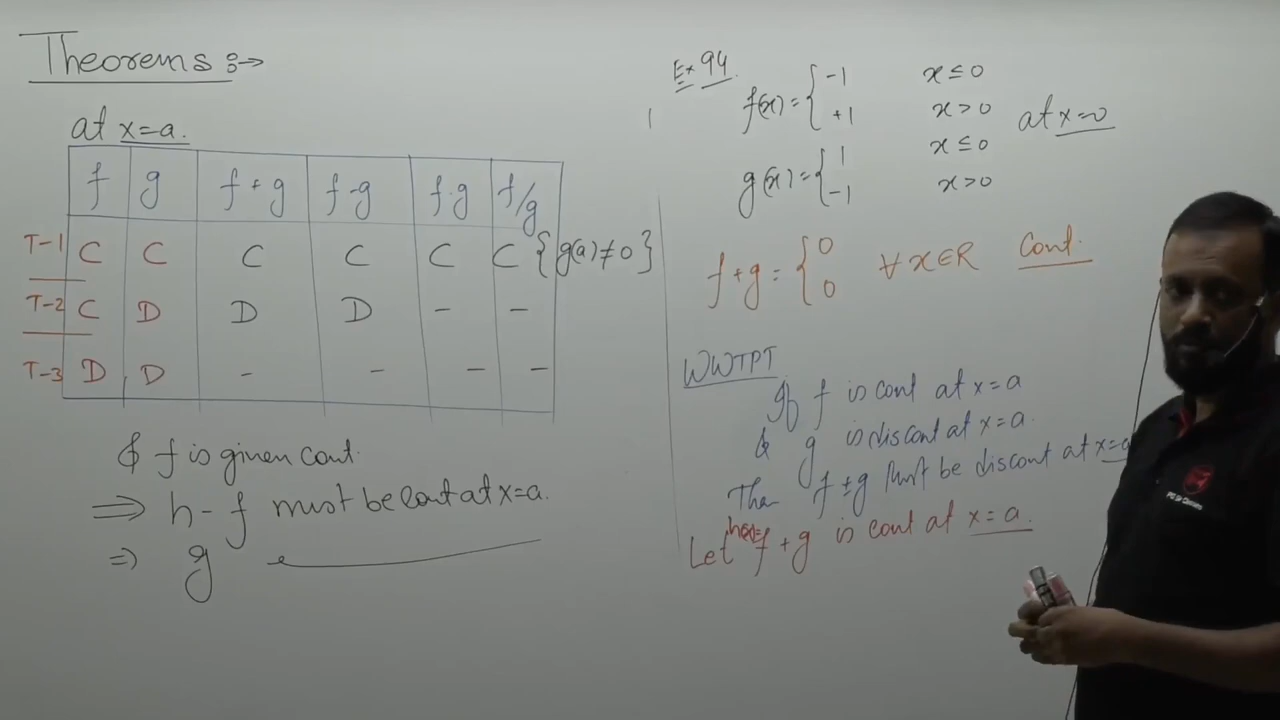 Theorems :→
at x=a.
f g f+g f-g f·g f/g
T-1 C C C C C C {g(a)≠0}
T-2 C D D D - -
T-3 D D - - - -
& f is given cont.
⇒ h - f must be cont at x=a.
⇒ g
Ex 94.
f(x) = { -1 x ≤ 0
+1 x > 0 at x=0
g(x) = { 1 x ≤ 0
-1 x > 0
f+g = { 0 ∀ x∈R Cont.
0
WWTPT
If f is cont at x=a
& g is discont at x=a.
Then f ± g Must be discont at x=a
Let f+g is cont at x=a.